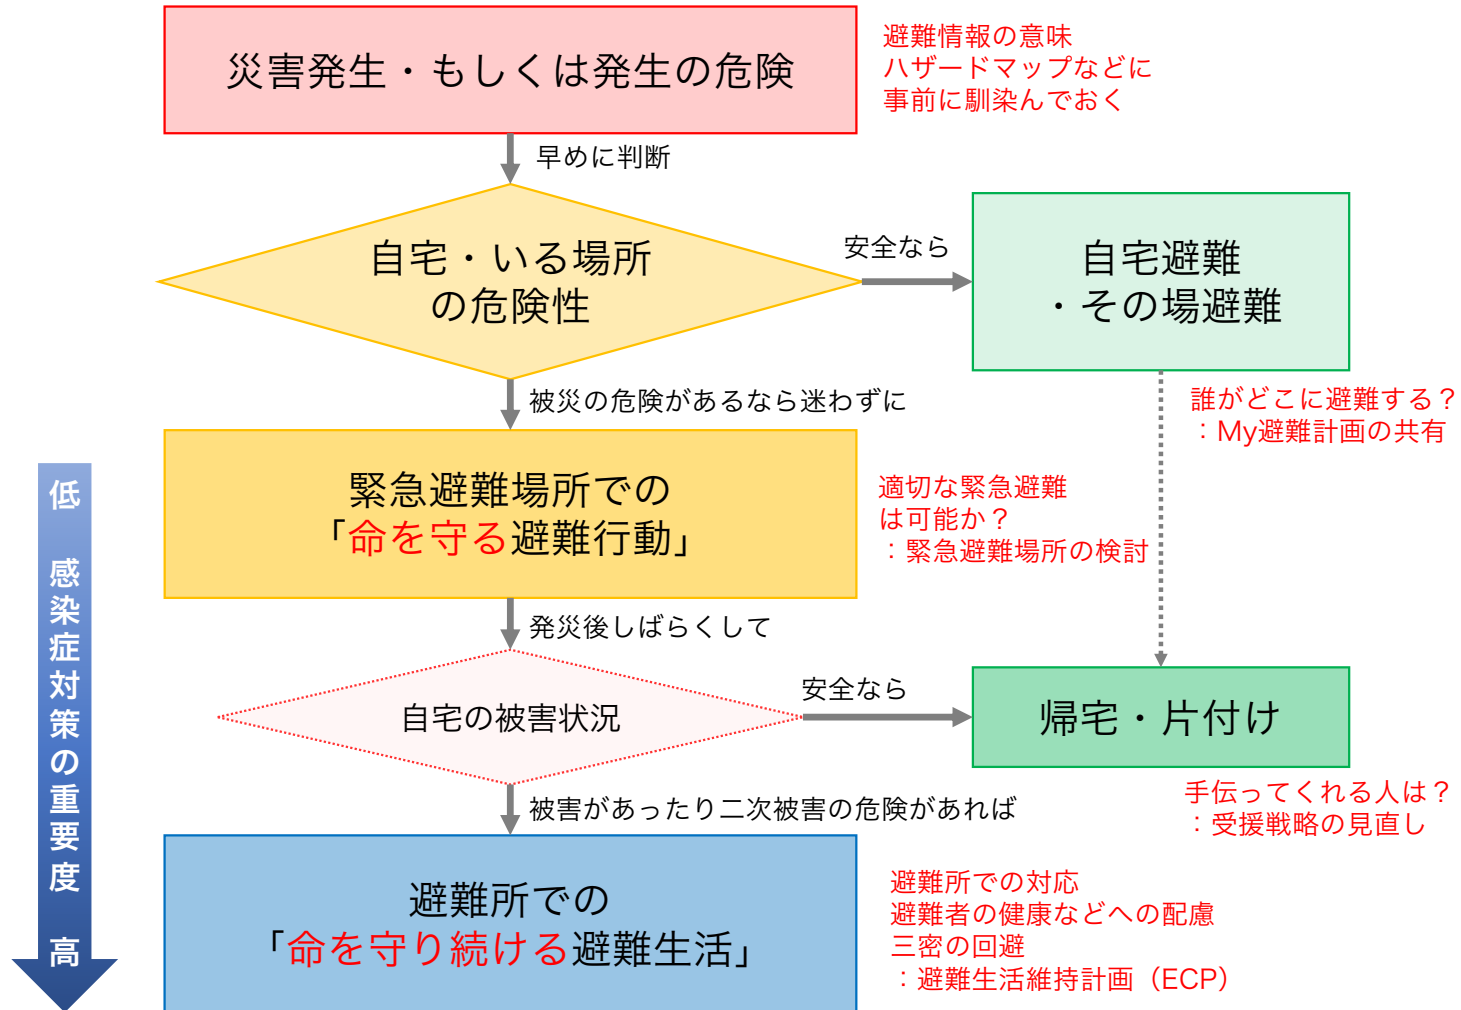 災害発生・もしくは発生の危険
避難情報の意味
ハザードマップなどに
事前に馴染んでおく
早めに判断
自宅・いる場所
の危険性
安全なら
自宅避難
・その場避難
被災の危険があるなら迷わずに
誰がどこに避難する？
：My避難計画の共有
緊急避難場所での
「命を守る避難行動」
適切な緊急避難
は可能か？
：緊急避難場所の検討
発災後しばらくして
自宅の被害状況
安全なら
帰宅・片付け
手伝ってくれる人は？
：受援戦略の見直し
被害があったり二次被害の危険があれば
避難所での
「命を守り続ける避難生活」
避難所での対応
避難者の健康などへの配慮
三密の回避
：避難生活維持計画（ECP）
低　感染症対策の重要度　高